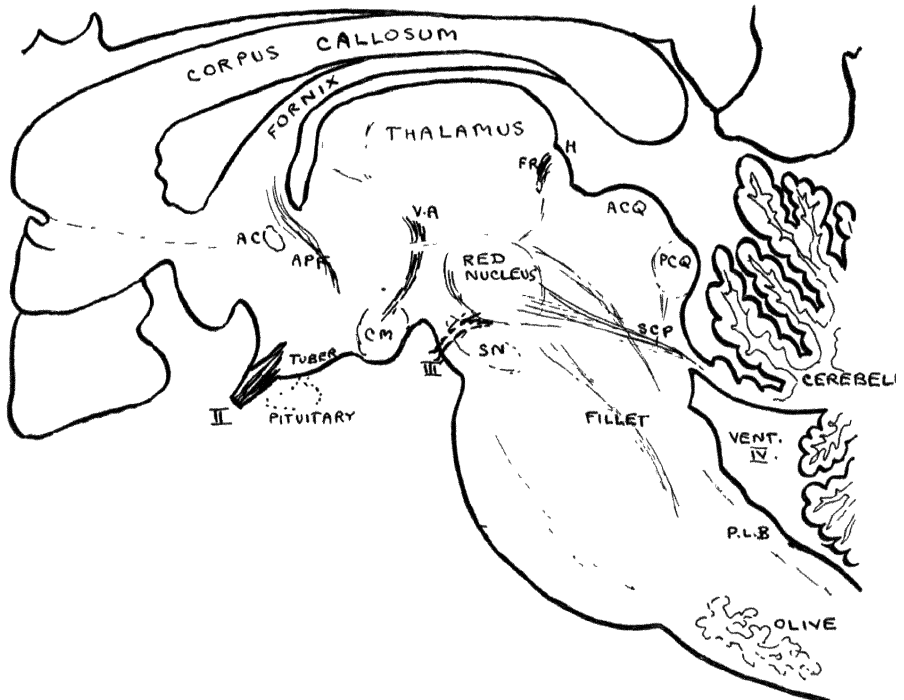 CORPUS CALLOSUM
FORNIX
THALAMUS
FR
H
V.A
ACQ
AC
APF
RED
NUCLEUS
PCQ
CM
SCP
III
SN
TUBER
II
PITUITARY
CEREBEL
FILLET
VENT.
IV.
P.L.B
OLIVE